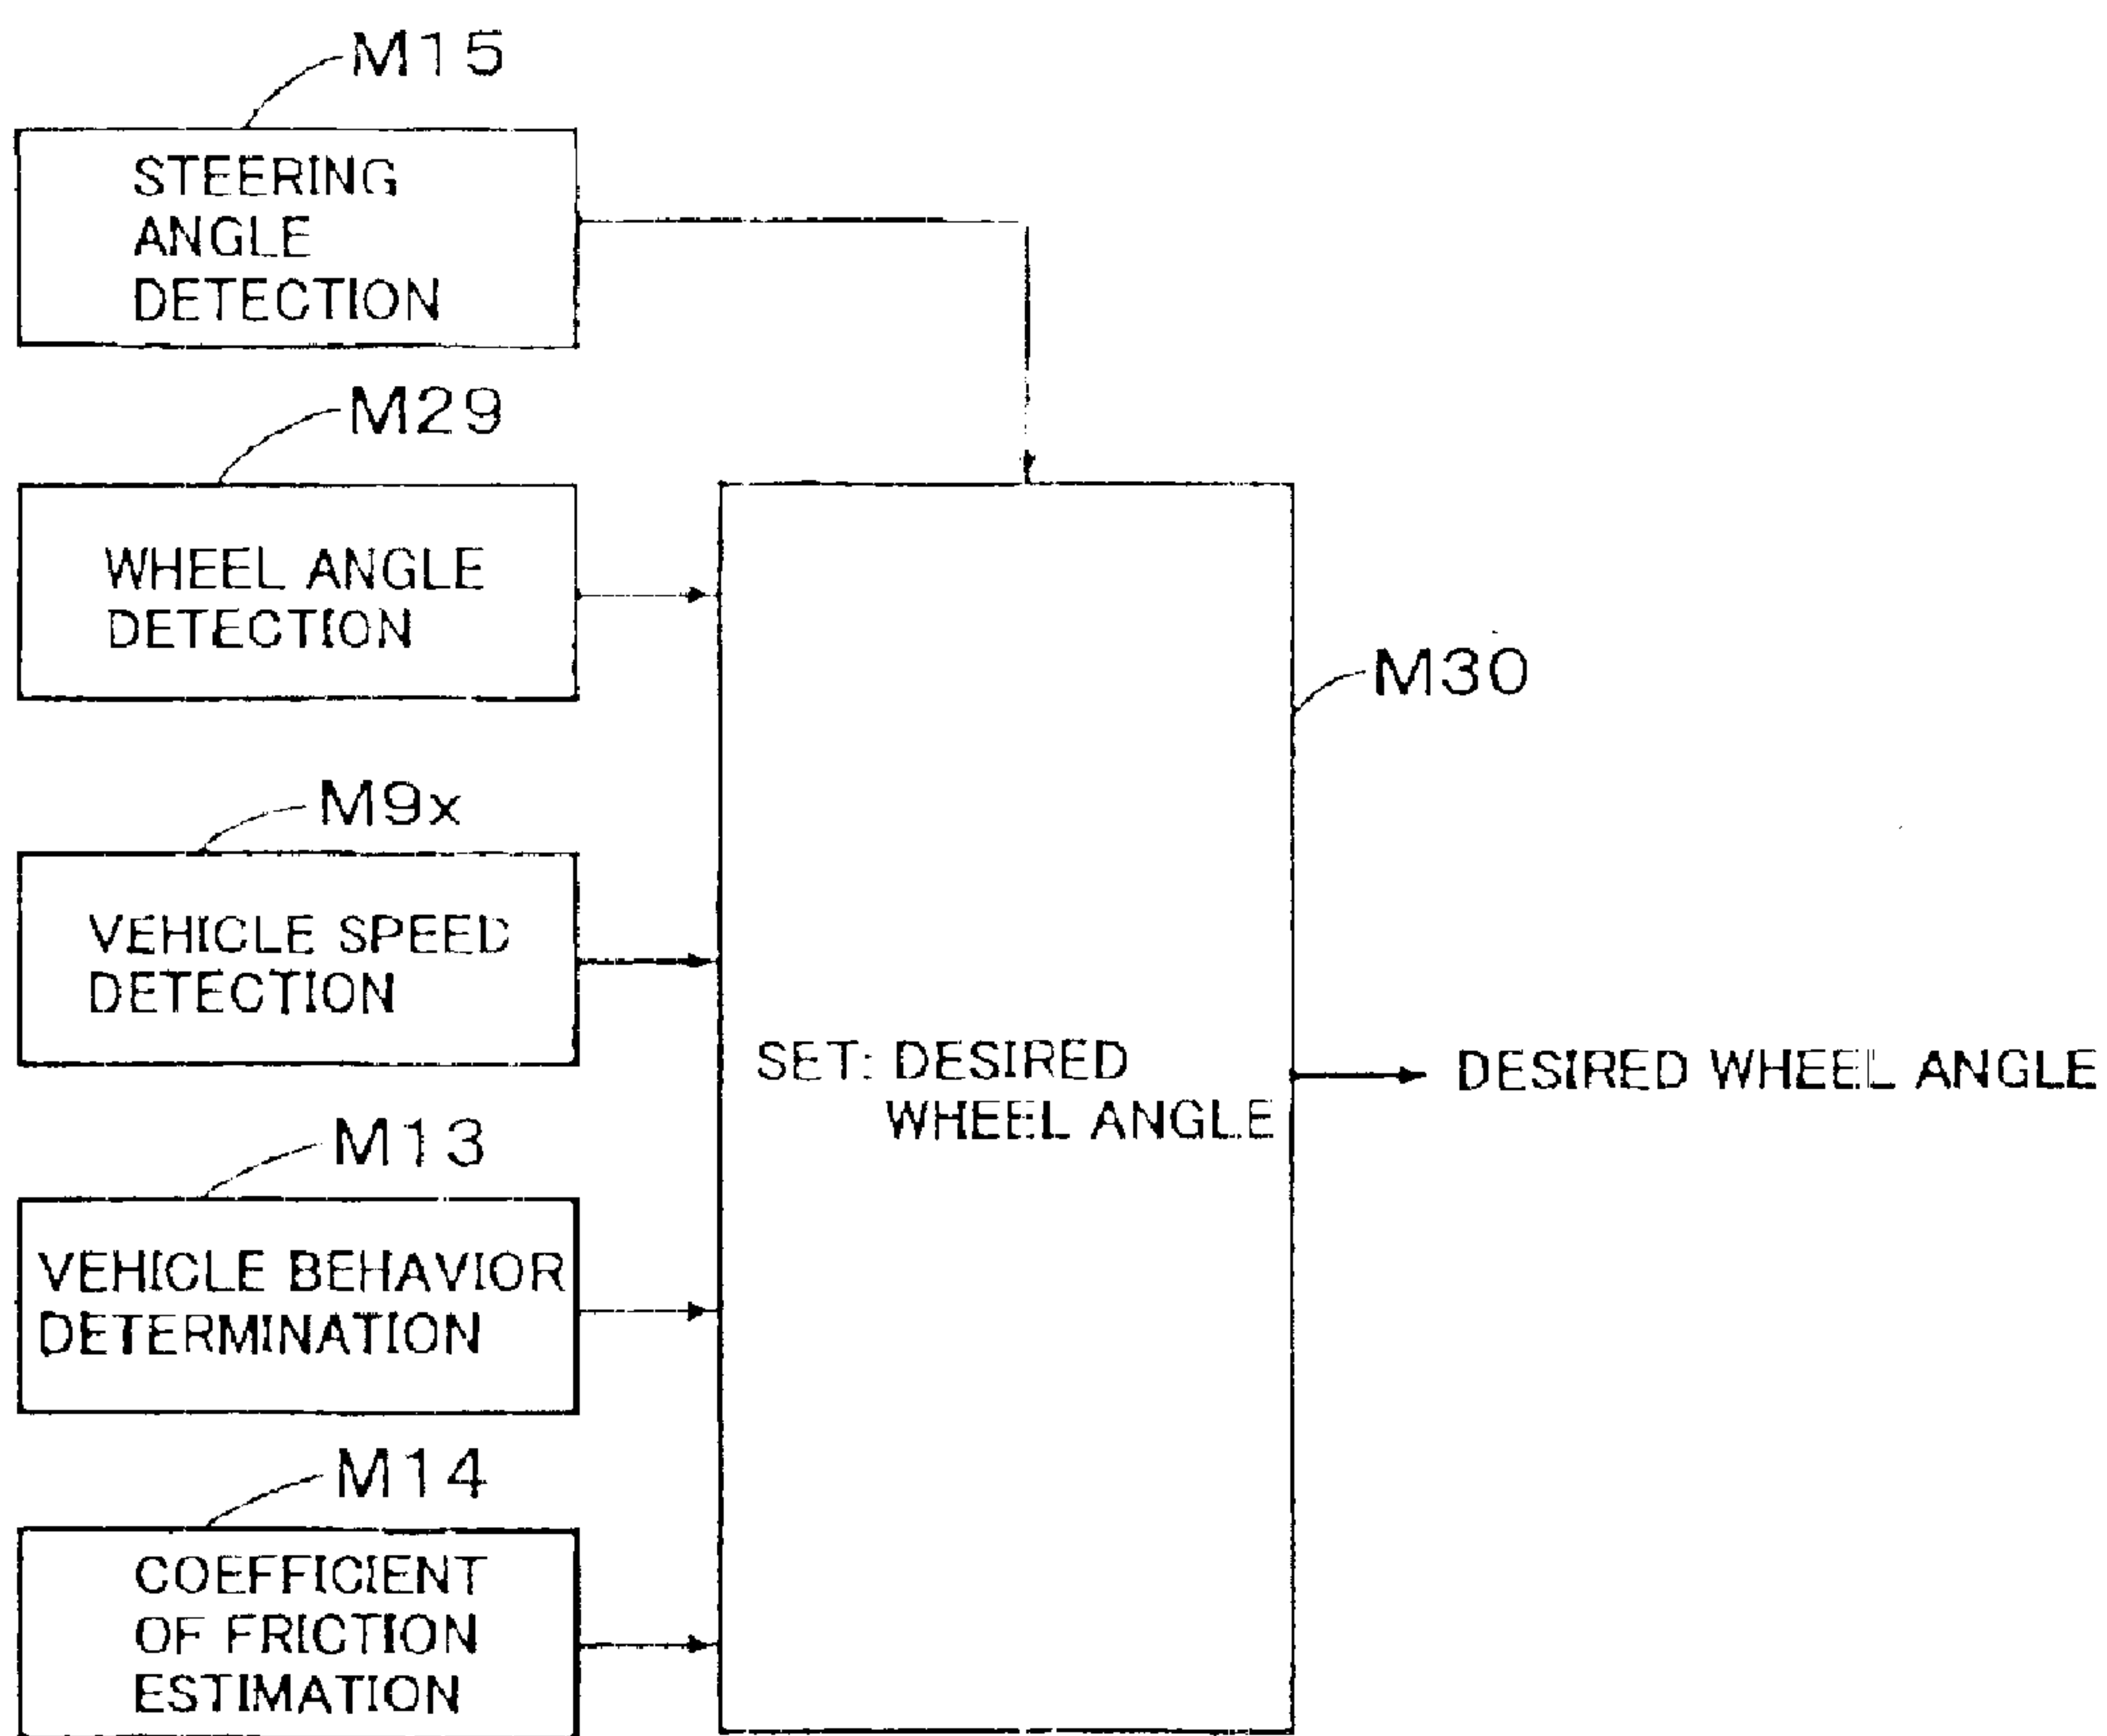 M15
STEERING
ANGLE
DETECTION
M29
WHEEL ANGLE
DETECTION
M30
M9x
VEHICLE SPEED
DETECTION
SET: DESIRED
WHEEL ANGLE
DESIRED WHEEL ANGLE
M13
VEHICLE BEHAVIOR
DETERMINATION
M14
COEFFICIENT
OF FRICTION
ESTIMATION